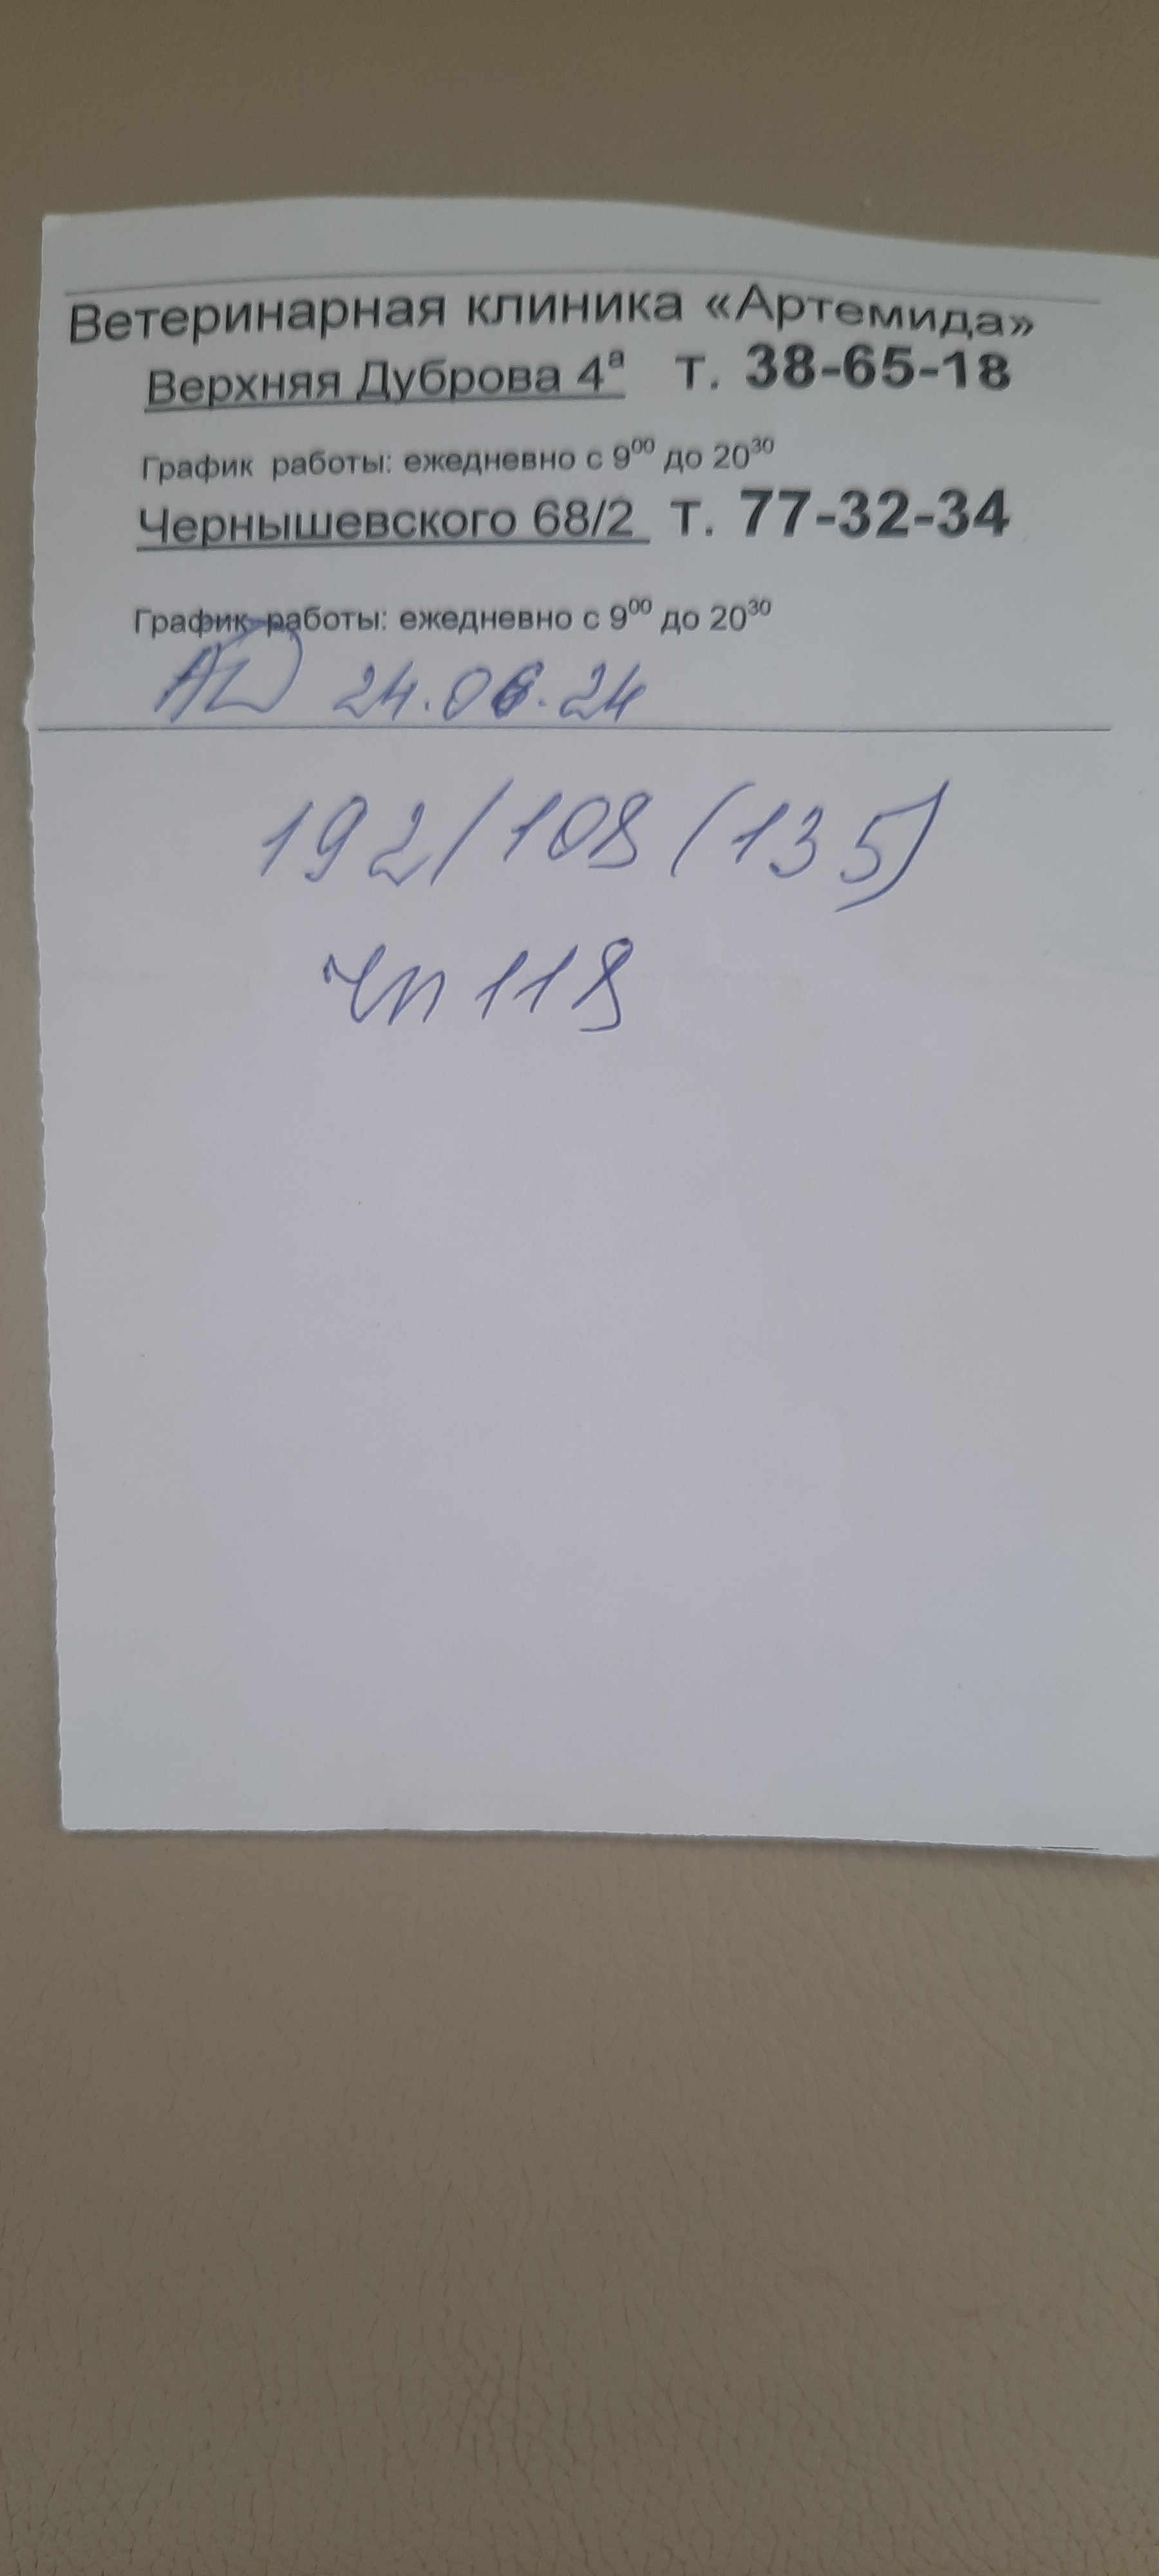 Ветеринарная клиника «Артемида»
Верхняя Дуброва 4ª т. 38-65-18
График работы: ежедневно с 9⁰⁰ до 20³⁰
Чернышевского 68/2 т. 77-32-34
График работы: ежедневно с 9⁰⁰ до 20³⁰
АД 24.06.24
192/108 (135)
чп 118